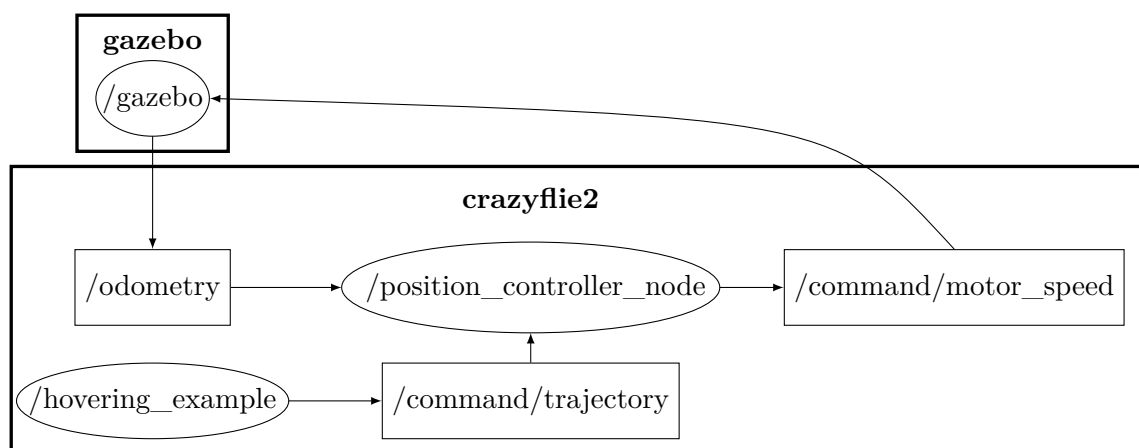 gazebo
/gazebo
crazyflie2
/odometry
/position_controller_node
/command/motor_speed
/hovering_example
/command/trajectory